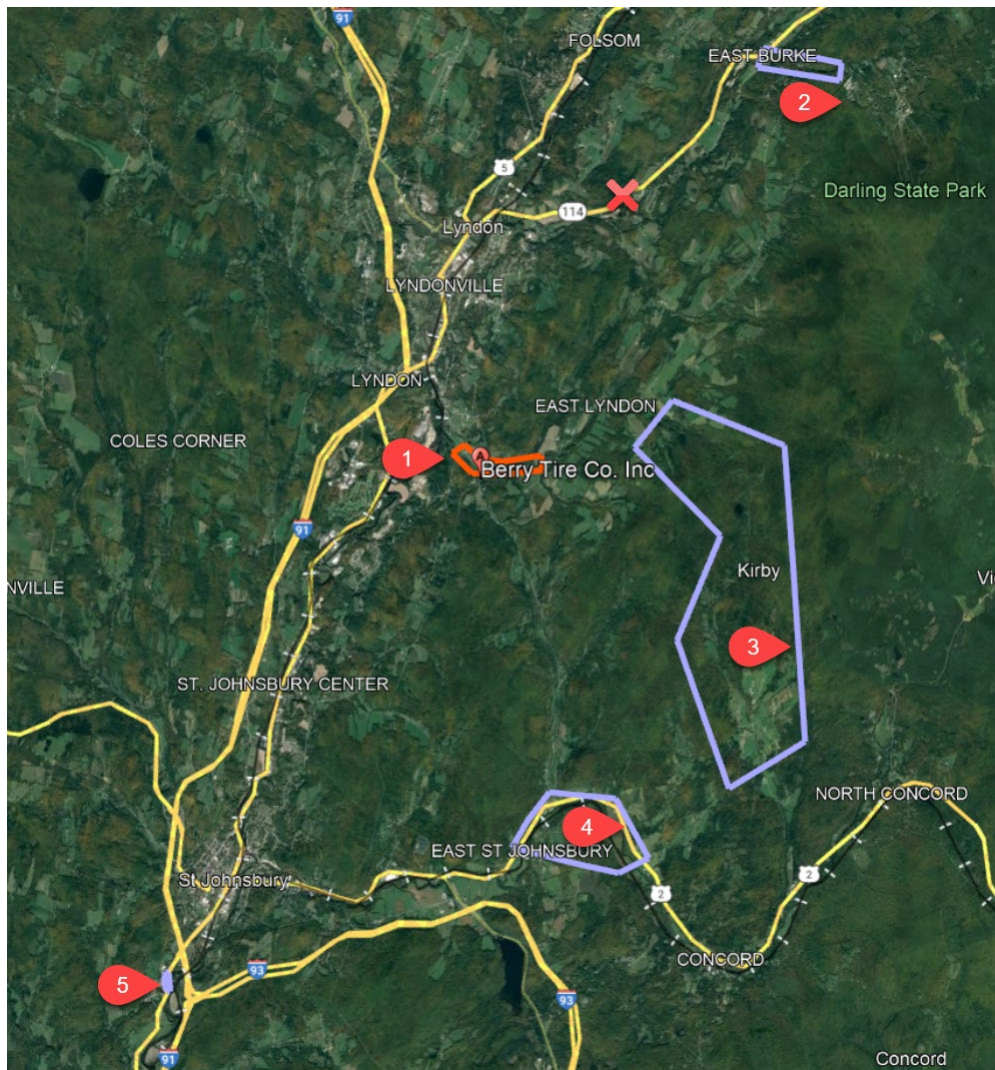 91
FOLSOM
EAST BURKE
2
5
Darling State Park
114
Lyndon
LYNDONVILLE
LYNDON
EAST LYNDON
COLES CORNER
1
A
Berry Tire Co. Inc
91
Kirby
NVILLE
Vi
3
ST. JOHNSBURY CENTER
NORTH CONCORD
4
EAST ST JOHNSBURY
2
St Johnsbury
2
CONCORD
93
5
93
91
Concord